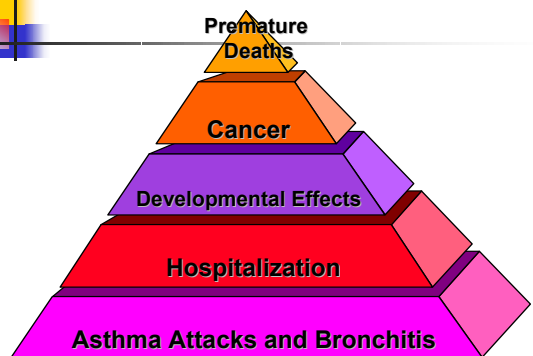 Premature
Deaths
Cancer
Developmental Effects
Hospitalization
Asthma Attacks and Bronchitis